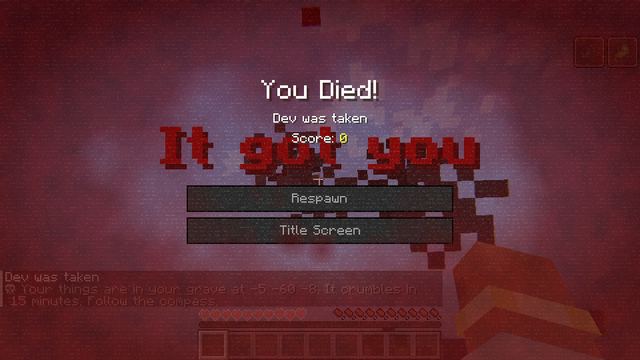 You Died!
Dev was taken
Score: 0
It got you
Respawn
Title Screen
Dev was taken
☠ Your things are in your grave at -5 -60 -8. It crumbles in
15 minutes. Follow the compass.